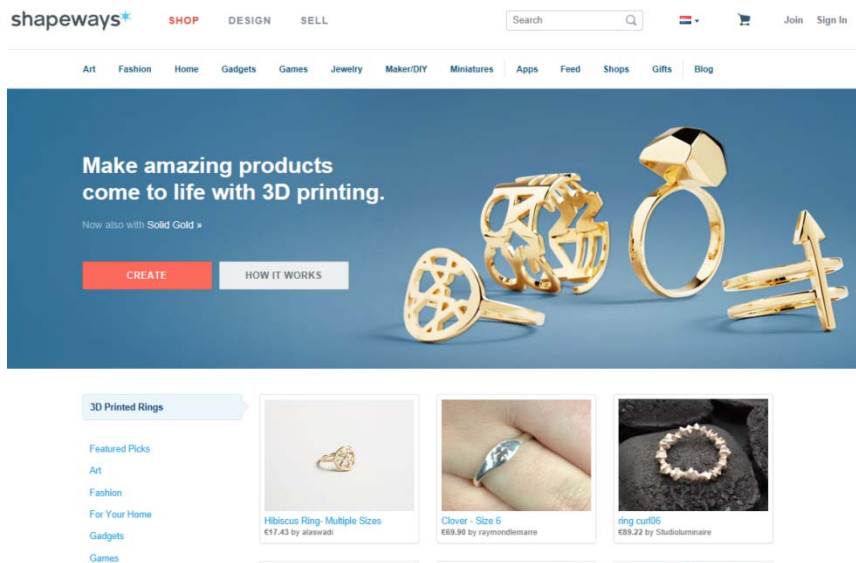 shapeways*
SHOP DESIGN SELL
Search
Join Sign In
Art Fashion Home Gadgets Games Jewelry Maker/DIY Miniatures Apps Feed Shops Gifts Blog
Make amazing products
come to life with 3D printing.
Now also with Solid Gold »
CREATE HOW IT WORKS
3D Printed Rings
Featured Picks
Art
Fashion
For Your Home
Gadgets
Games
Hibiscus Ring- Multiple Sizes
€17.43 by alaswadi
Clover - Size 6
€69.90 by raymondlemarre
ring curl06
€89.22 by Studioluminaire